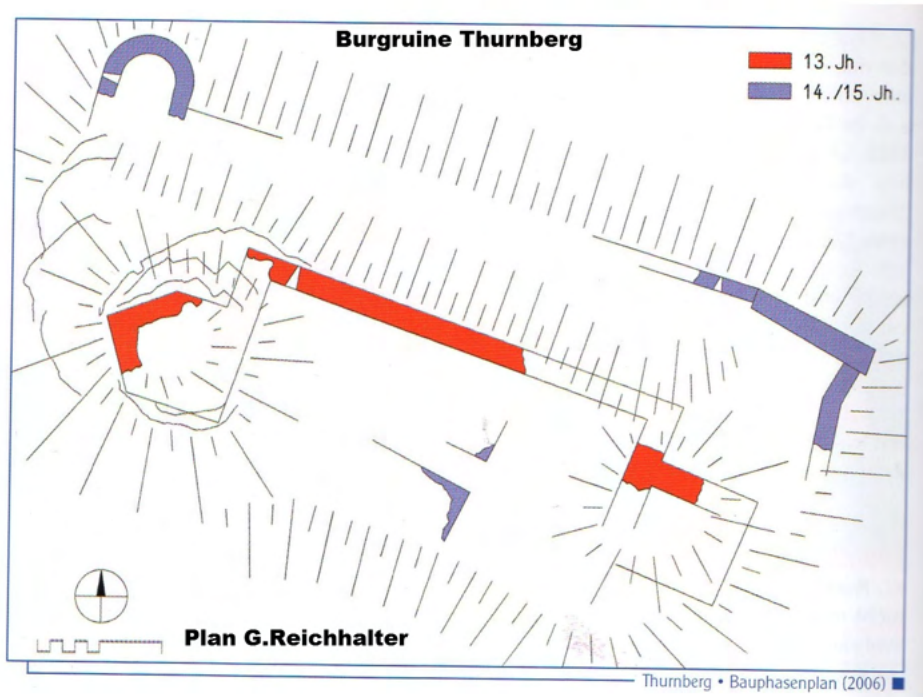 Burgruine Thurnberg
13.Jh.
14./15.Jh.
Plan G.Reichhalter
Thurnberg • Bauphasenplan (2006) ■